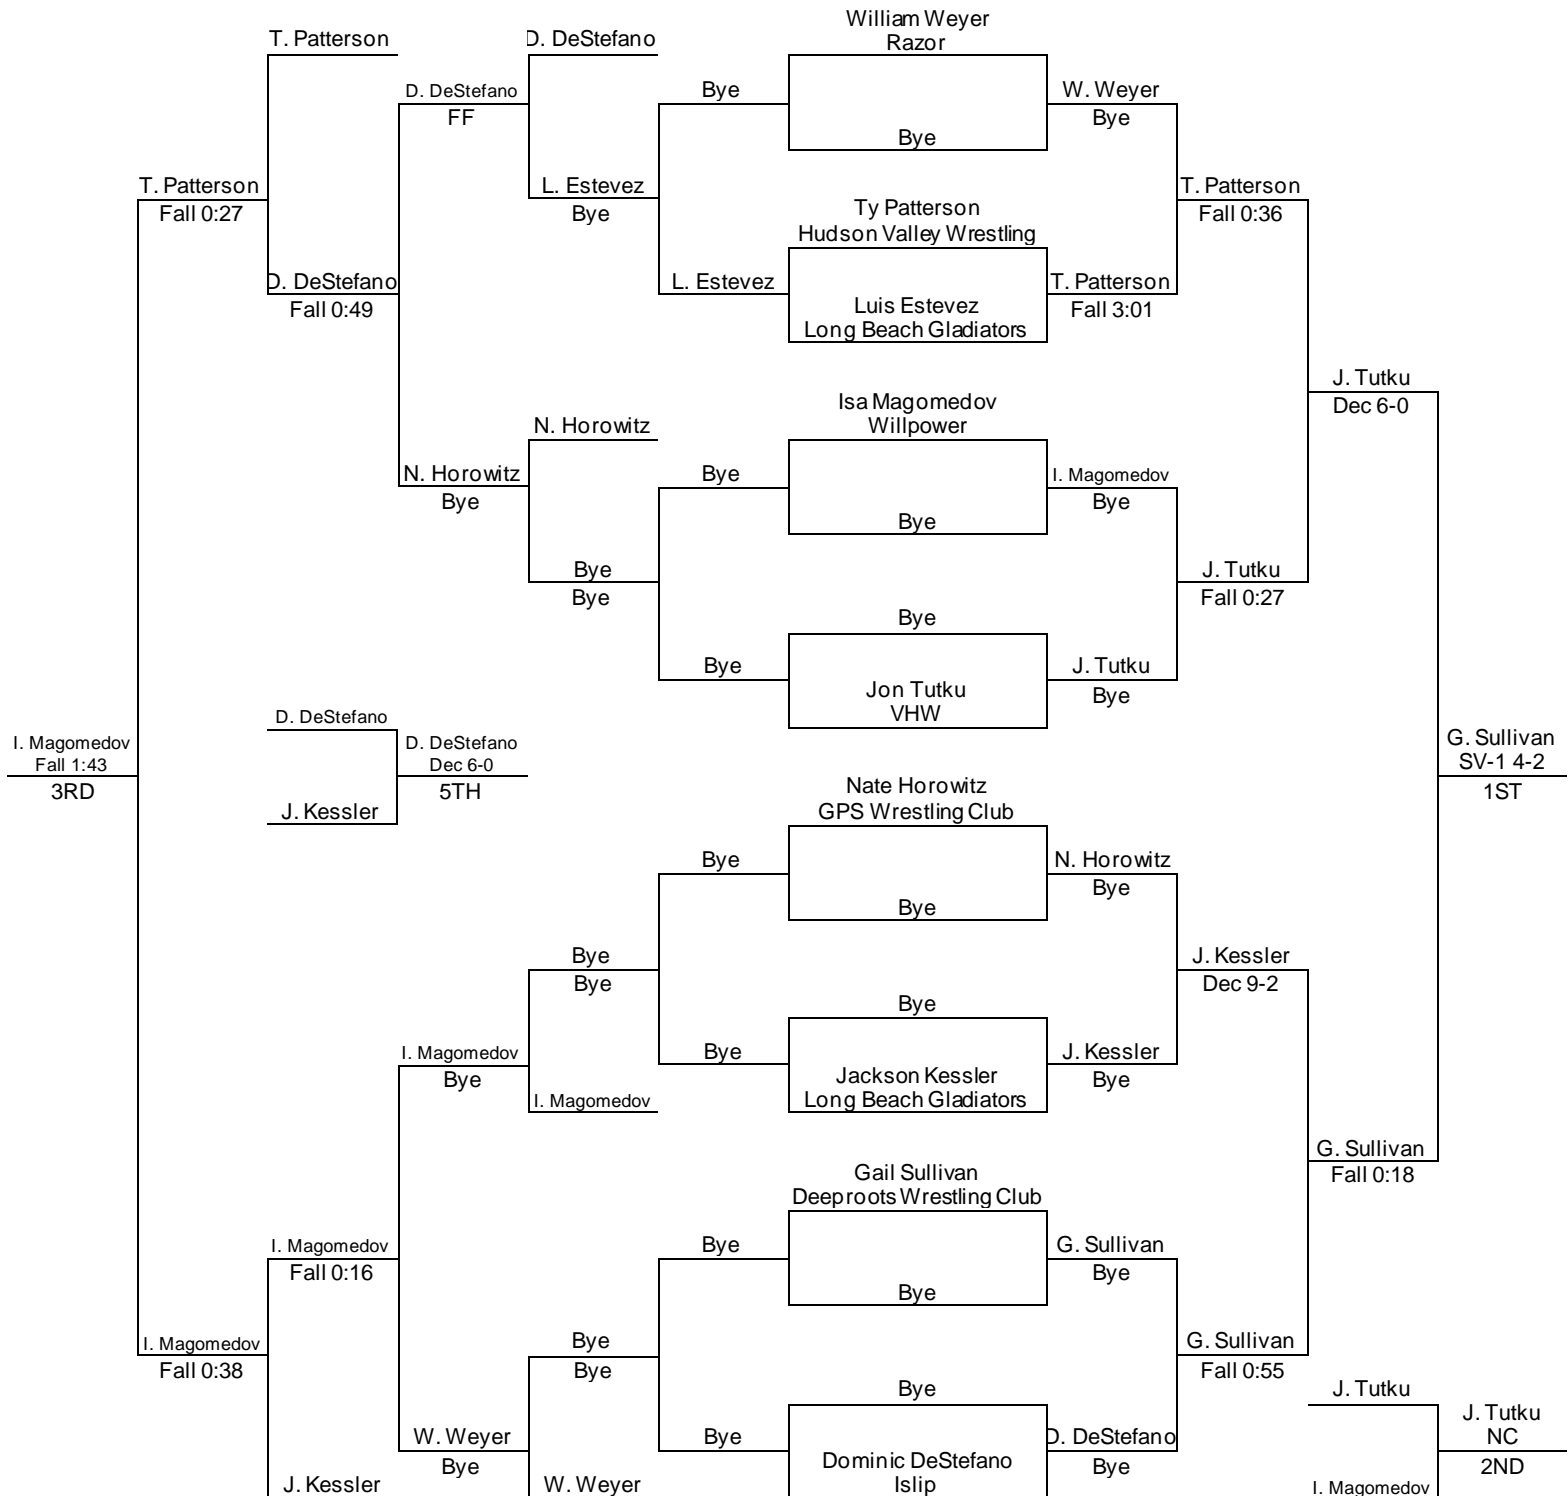 William Weyer
Razor
T. Patterson
D. DeStefano
D. DeStefano
FF
Bye
W. Weyer
Bye
Bye
T. Patterson
Fall 0:27
L. Estevez
Bye
Ty Patterson
Hudson Valley Wrestling
T. Patterson
Fall 0:36
D. DeStefano
Fall 0:49
L. Estevez
Luis Estevez
Long Beach Gladiators
T. Patterson
Fall 3:01
J. Tutku
Dec 6-0
Isa Magomedov
Willpower
N. Horowitz
N. Horowitz
Bye
Bye
Bye
I. Magomedov
Bye
Bye
Bye
J. Tutku
Fall 0:27
Bye
Bye
Jon Tutku
VHW
J. Tutku
Bye
D. DeStefano
I. Magomedov
Fall 1:43
3RD
D. DeStefano
Dec 6-0
5TH
J. Kessler
G. Sullivan
SV-1 4-2
1ST
Nate Horowitz
GPS Wrestling Club
Bye
Bye
N. Horowitz
Bye
Bye
Bye
J. Kessler
Dec 9-2
Bye
I. Magomedov
Bye
I. Magomedov
Bye
Jackson Kessler
Long Beach Gladiators
J. Kessler
Bye
G. Sullivan
Fall 0:18
Gail Sullivan
Deeproots Wrestling Club
I. Magomedov
Fall 0:16
Bye
Bye
G. Sullivan
Bye
I. Magomedov
Fall 0:38
Bye
Bye
G. Sullivan
Fall 0:55
Bye
J. Tutku
W. Weyer
Bye
Bye
Dominic DeStefano
Islip
D. DeStefano
Bye
J. Tutku
NC
2ND
J. Kessler
W. Weyer
I. Magomedov